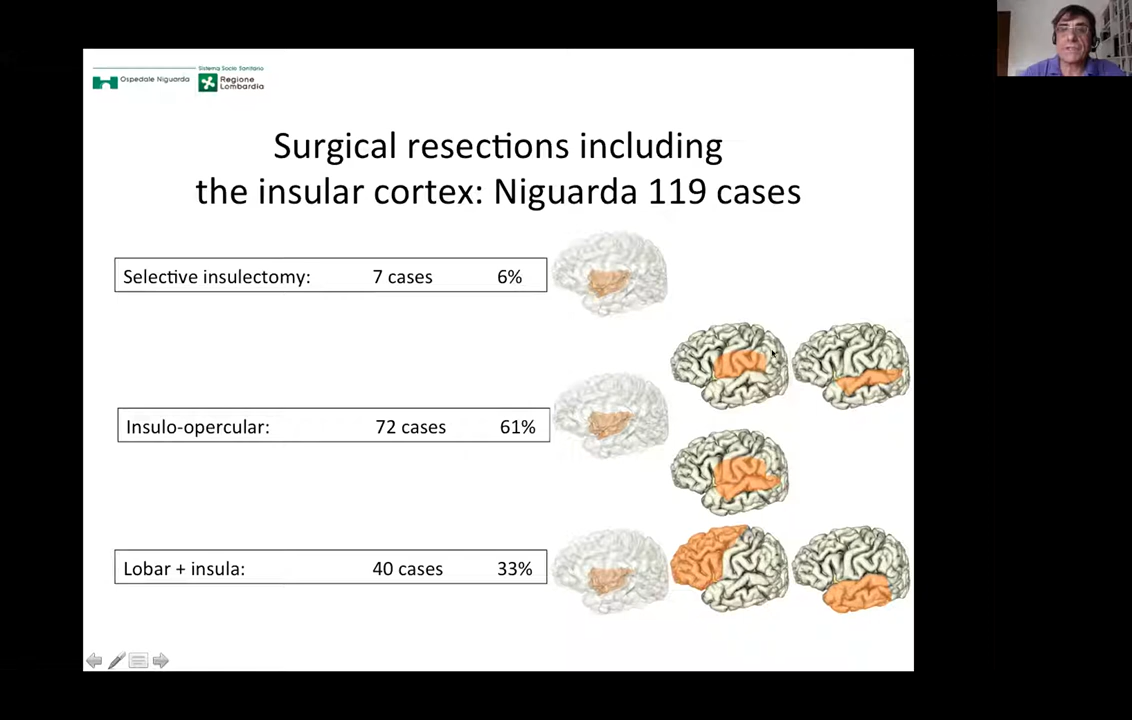 Sistema Socio Sanitario
Ospedale Niguarda
Regione
Lombardia
Surgical resections including
the insular cortex: Niguarda 119 cases
Selective insulectomy: 7 cases 6%
Insulo-opercular: 72 cases 61%
Lobar + insula: 40 cases 33%